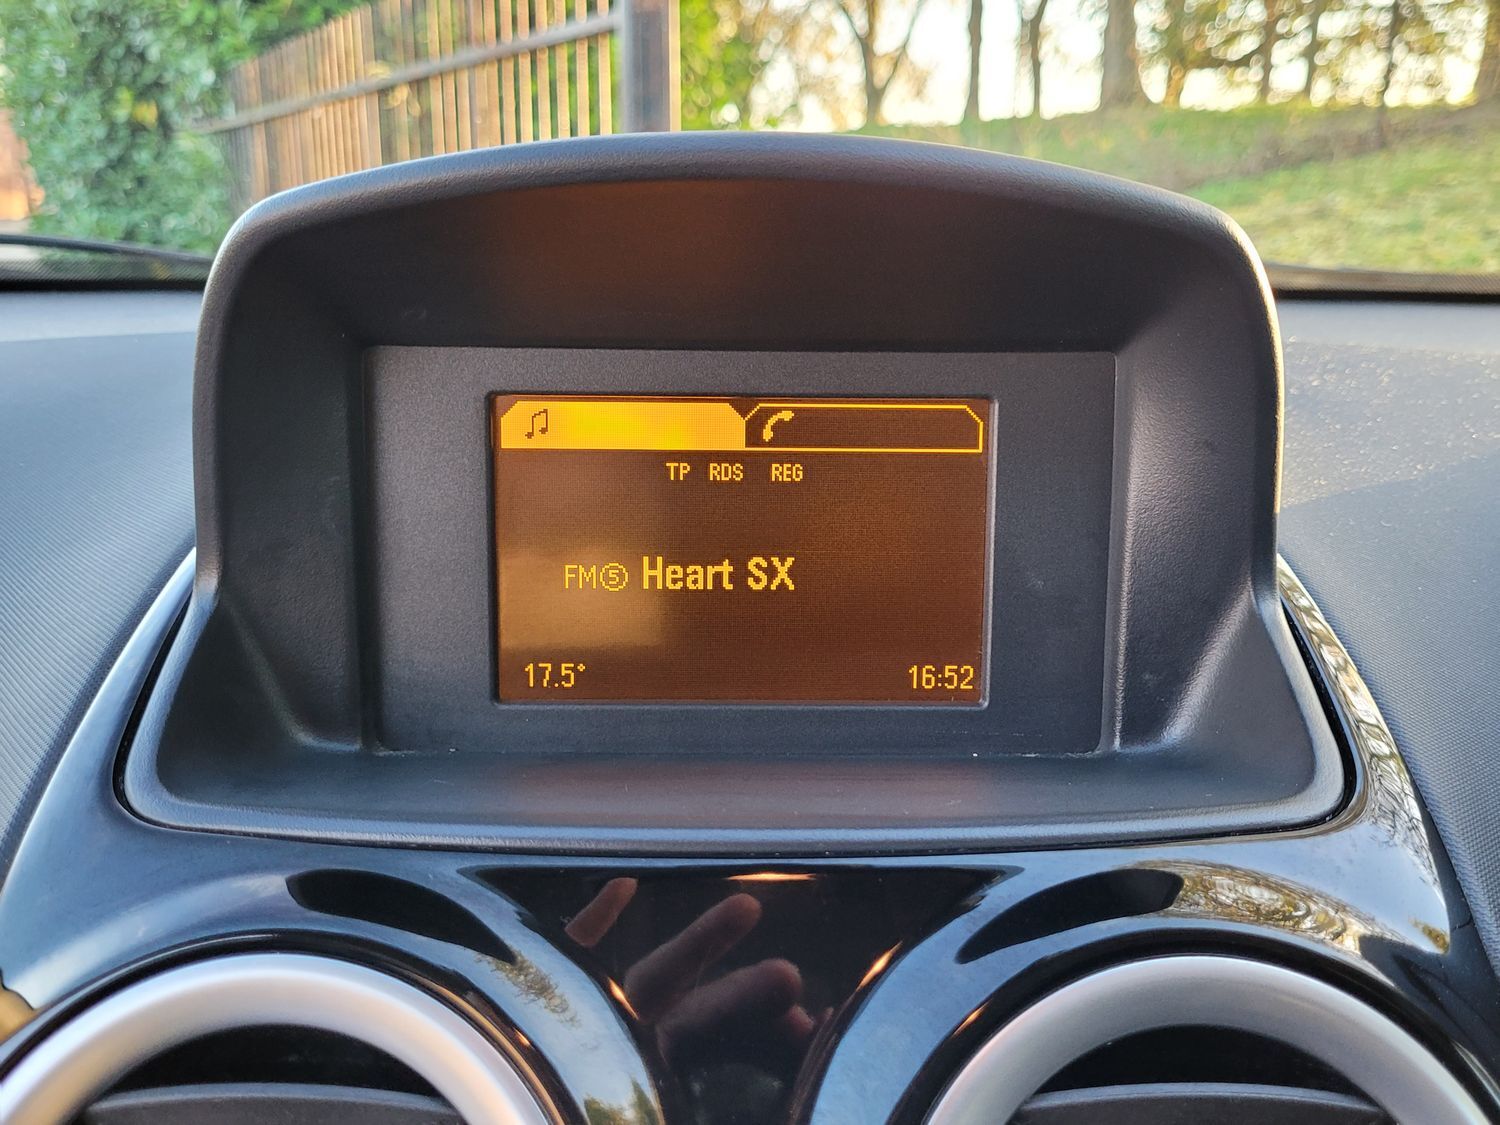 TP RDS REG
FM⑤ Heart SX
17.5° 16:52